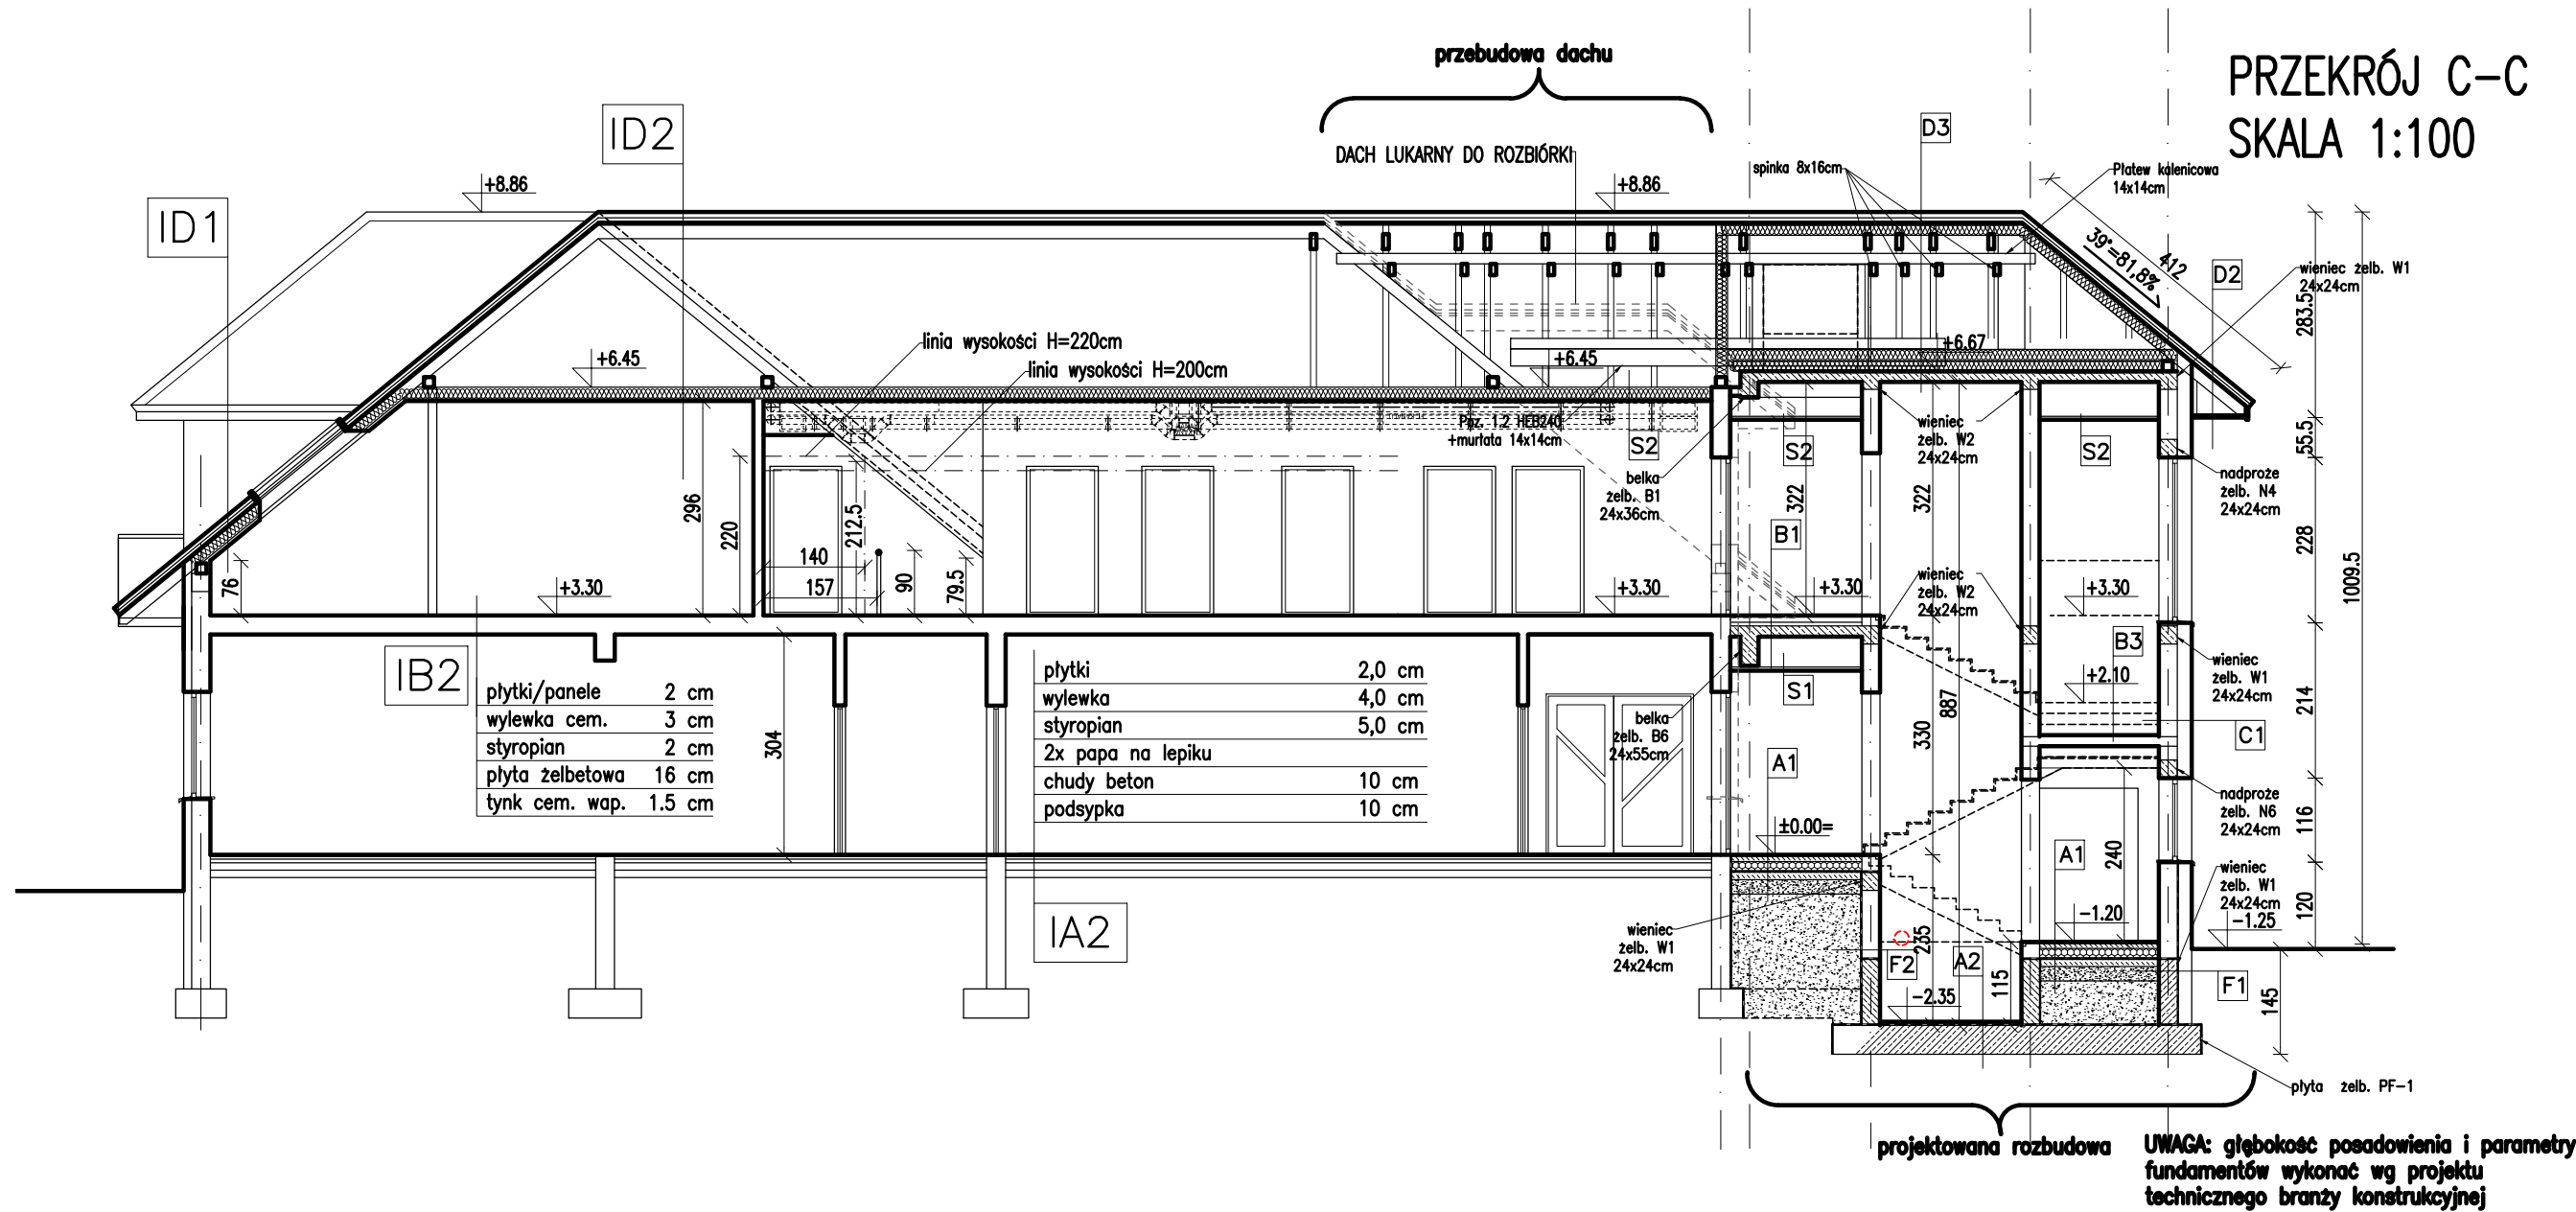 PRZEKRÓJ C-C
SKALA 1:100
przebudowa dachu
DACH LUKARNY DO ROZBIÓRKI
ID2
ID1
D3
D2
spinka 8x16cm
Płatew kalenicowa
14x14cm
+8.86
+8.86
39°=81,8%
412
wieniec żelb. W1
24x24cm
283.5
linia wysokości H=220cm
linia wysokości H=200cm
+6.45
+6.45
+6.67
Poz. 1.2 HEB240
+murłata 14x14cm
S2
S2
S2
wieniec
żelb. W2
24x24cm
55.5
belka
żelb. B1
24x36cm
nadproże
żelb. N4
24x24cm
296
220
212.5
322
322
228
1009.5
B1
140
157
90
79.5
76
+3.30
+3.30
+3.30
+3.30
wieniec
żelb. W2
24x24cm
B3
wieniec
żelb. W1
24x24cm
+2.10
IB2
płytki/panele 2 cm
wylewka cem. 3 cm
styropian 2 cm
płyta żelbetowa 16 cm
tynk cem. wap. 1.5 cm
304
płytki 2,0 cm
wylewka 4,0 cm
styropian 5,0 cm
2x papa na lepiku
chudy beton 10 cm
podsypka 10 cm
S1
belka
żelb. B6
24x55cm
A1
330
887
214
C1
nadproże
żelb. N6
24x24cm
116
±0.00=
A1
240
wieniec
żelb. W1
24x24cm
120
-1.20
-1.25
IA2
wieniec
żelb. W1
24x24cm
235
F2
A2
115
-2.35
F1
145
płyta żelb. PF-1
projektowana rozbudowa
UWAGA: głębokość posadowienia i parametry
fundamentów wykonać wg projektu
technicznego branży konstrukcyjnej